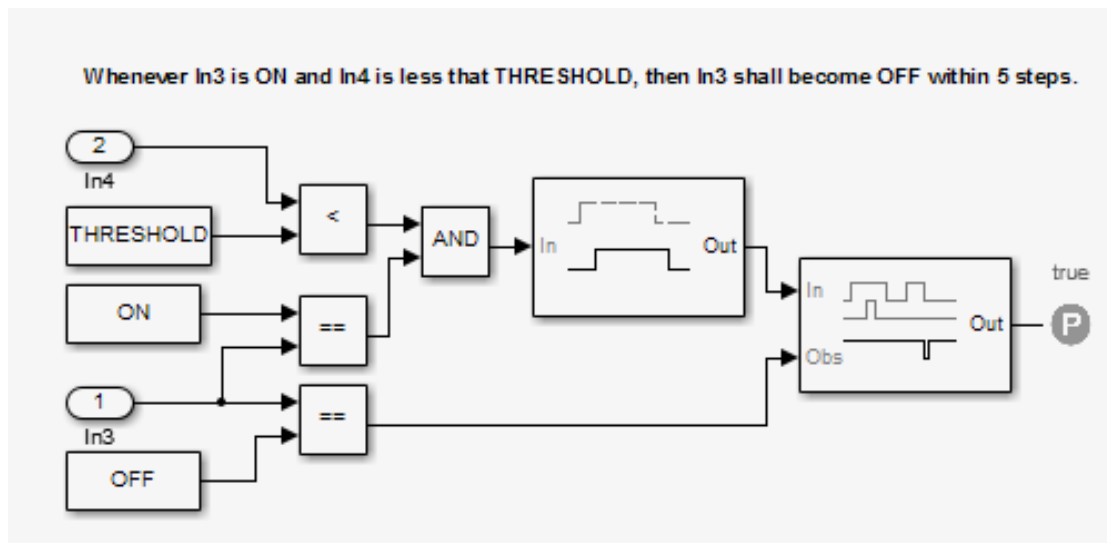 Whenever In3 is ON and In4 is less that THRESHOLD, then In3 shall become OFF within 5 steps.
2
In4
THRESHOLD
<
AND
In
Out
ON
==
In
Obs
Out
true
P
1
In3
==
OFF